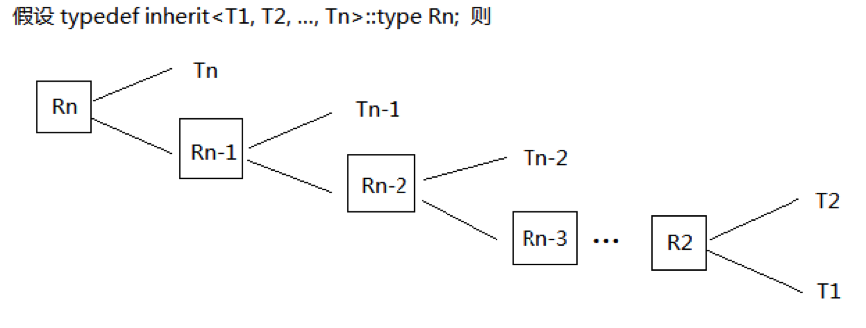 假设 typedef inherit<T1, T2, ..., Tn>::type Rn; 则
Tn
Rn
Tn-1
Rn-1
Tn-2
Rn-2
T2
Rn-3 ••• R2
T1